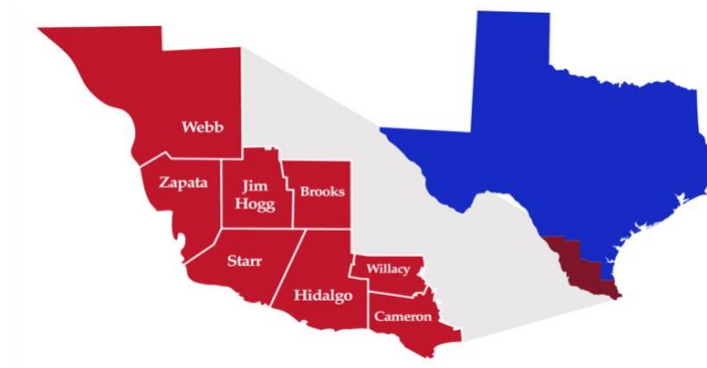 Webb
Zapata
Jim
Hogg
Brooks
Starr
Willacy
Hidalgo
Cameron